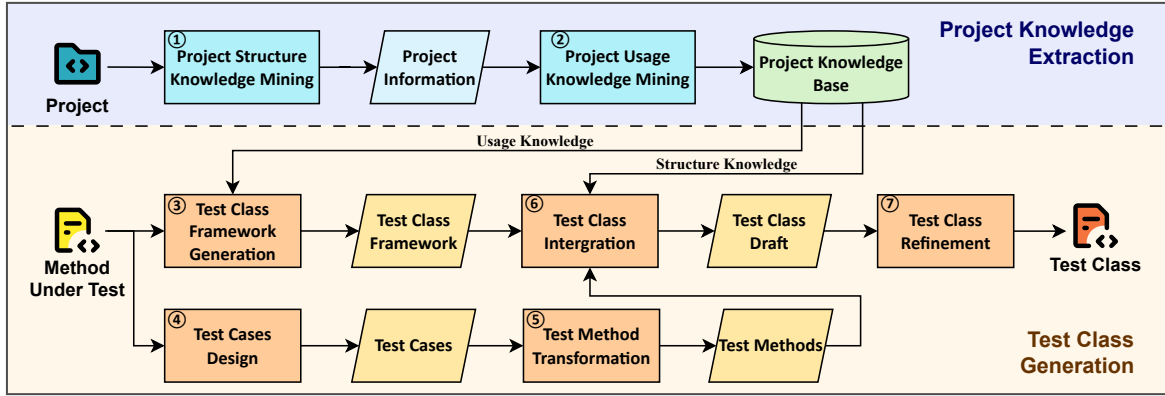 Project Knowledge
Extraction
①
Project Structure
Knowledge Mining
Project
Information
②
Project Usage
Knowledge Mining
Project Knowledge
Base
Project
Usage Knowledge
Structure Knowledge
③
Test Class
Framework
Generation
Test Class
Framework
⑥
Test Class
Intergration
Test Class
Draft
⑦
Test Class
Refinement
Test Class
Method
Under Test
④
Test Cases
Design
Test Cases
⑤
Test Method
Transformation
Test Methods
Test Class
Generation